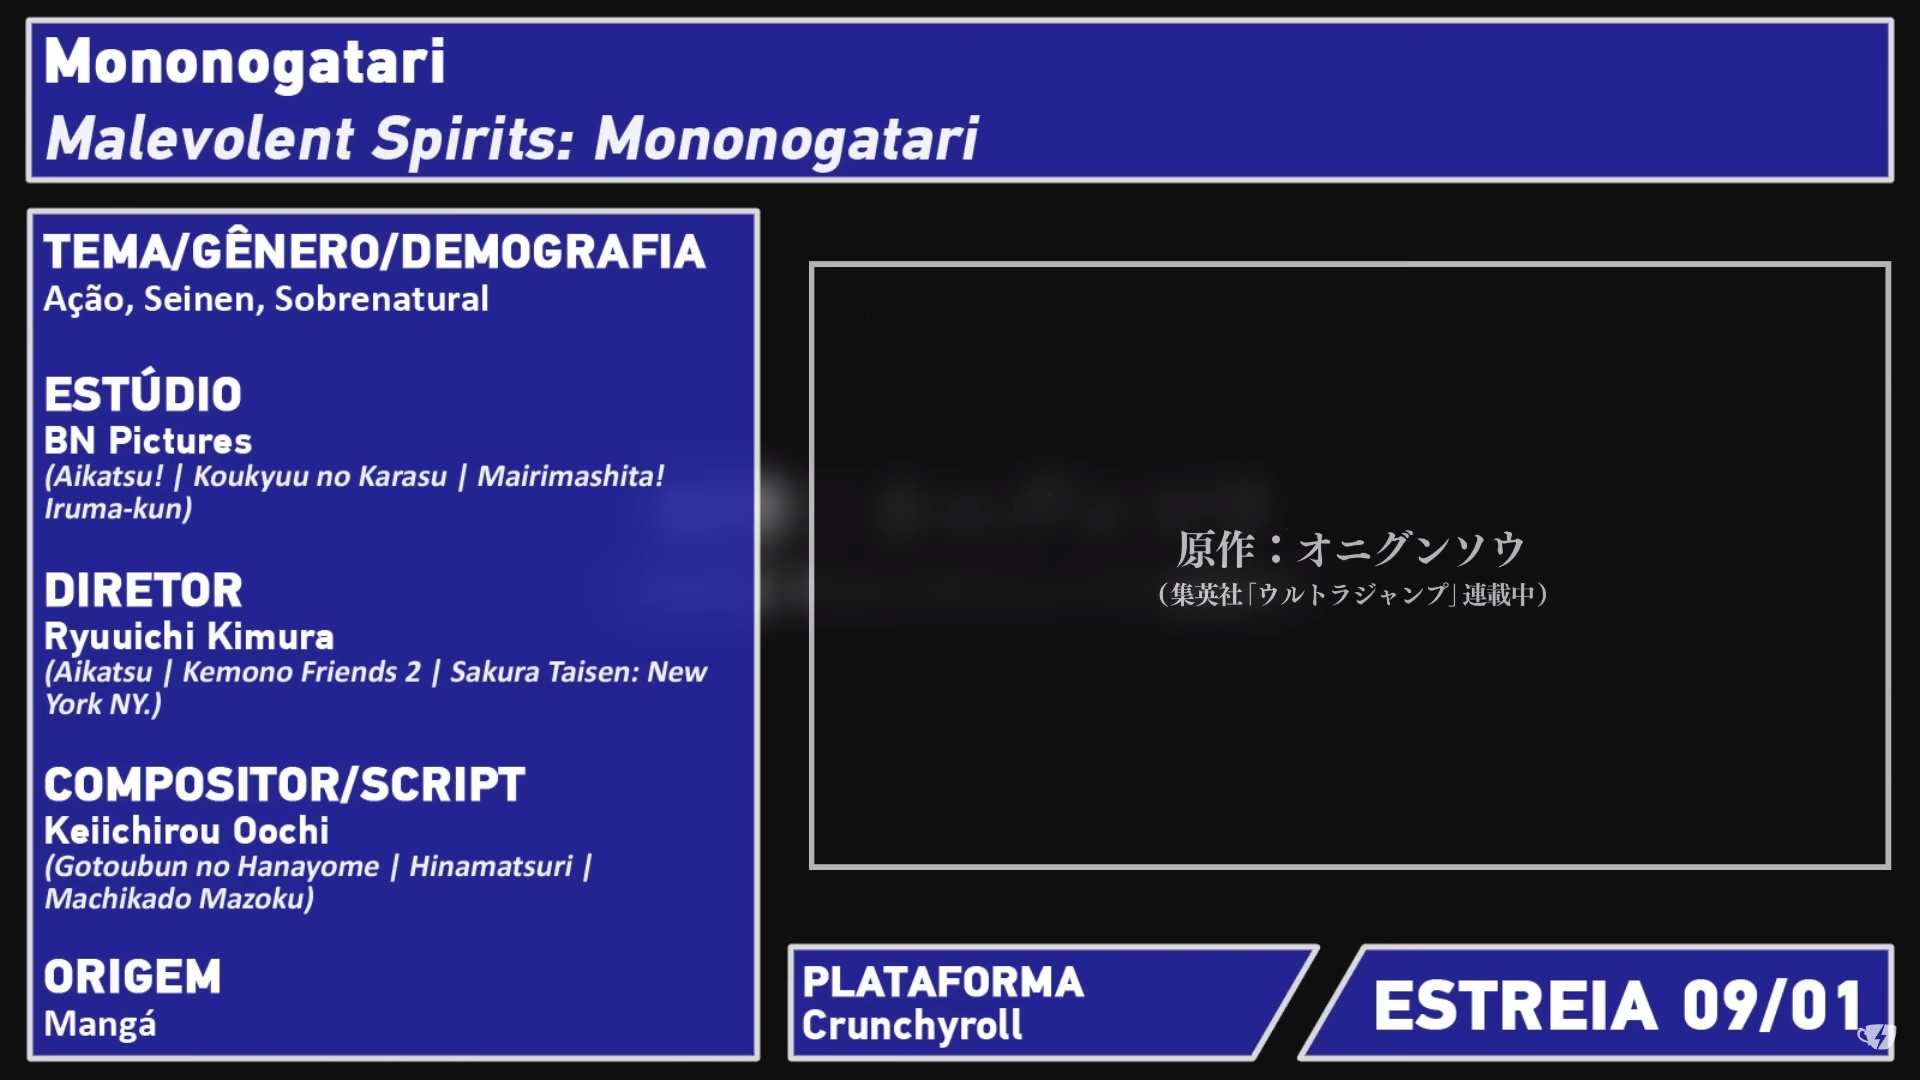 Mononogatari
Malevolent Spirits: Mononogatari
TEMA/GÊNERO/DEMOGRAFIA
Ação, Seinen, Sobrenatural
ESTÚDIO
BN Pictures
(Aikatsu! | Koukyuu no Karasu | Mairimashita!
Iruma-kun)
DIRETOR
Ryuuichi Kimura
(Aikatsu | Kemono Friends 2 | Sakura Taisen: New
York NY.)
COMPOSITOR/SCRIPT
Keiichirou Oochi
(Gotoubun no Hanayome | Hinamatsuri |
Machikado Mazoku)
ORIGEM
Mangá
原作：オニグンソウ
（集英社「ウルトラジャンプ」連載中）
PLATAFORMA
Crunchyroll
ESTREIA 09/01